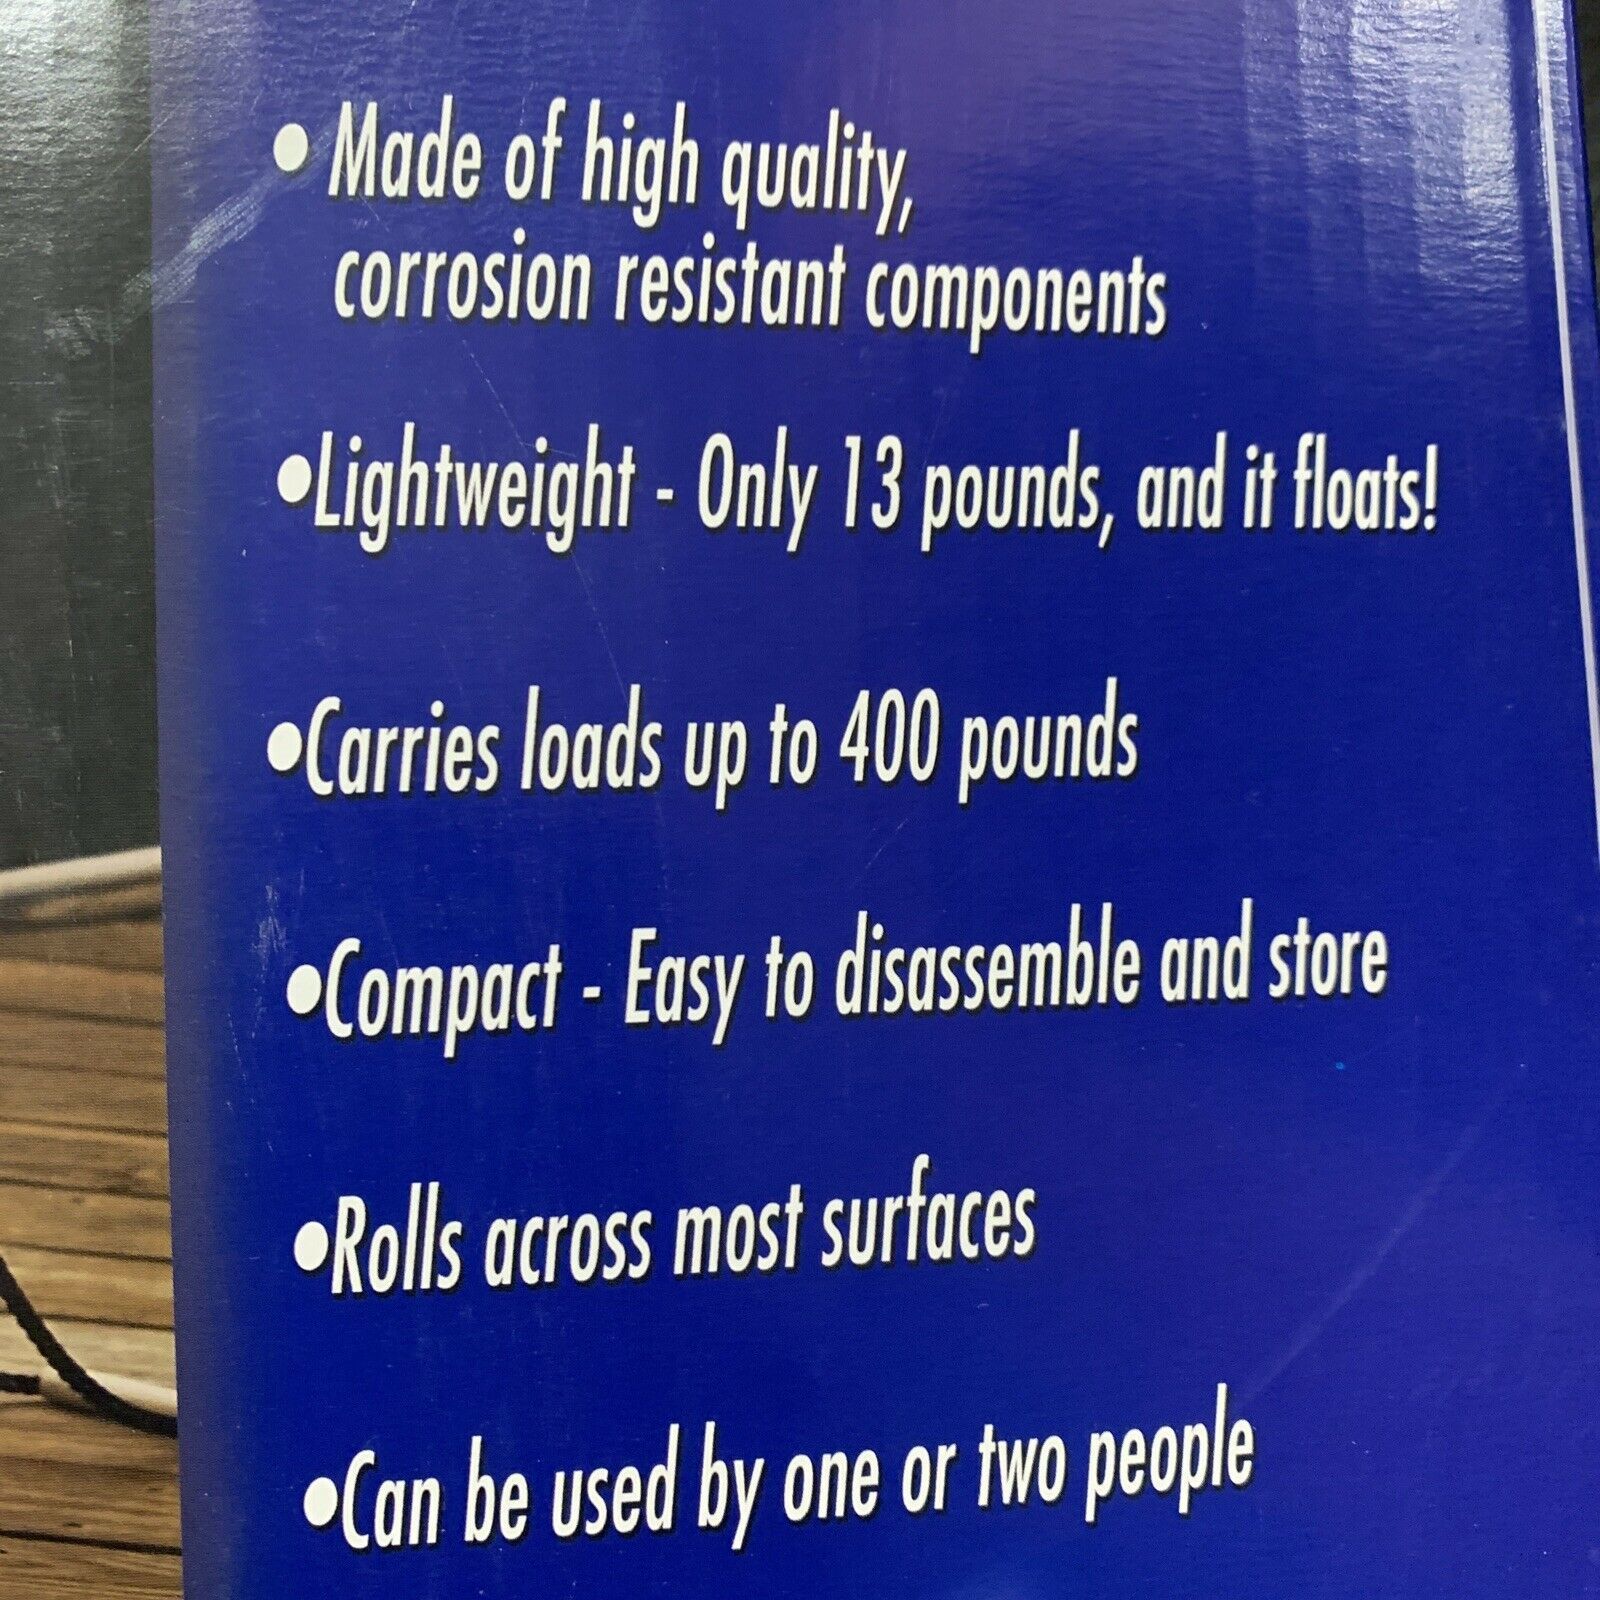 • Made of high quality,
corrosion resistant components
•Lightweight - Only 13 pounds, and it floats!
•Carries loads up to 400 pounds
•Compact - Easy to disassemble and store
•Rolls across most surfaces
•Can be used by one or two people